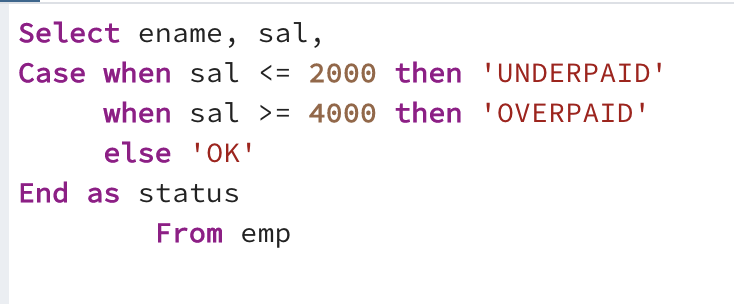 Select ename, sal,
Case when sal <= 2000 then 'UNDERPAID'
when sal >= 4000 then 'OVERPAID'
else 'OK'
End as status
From emp